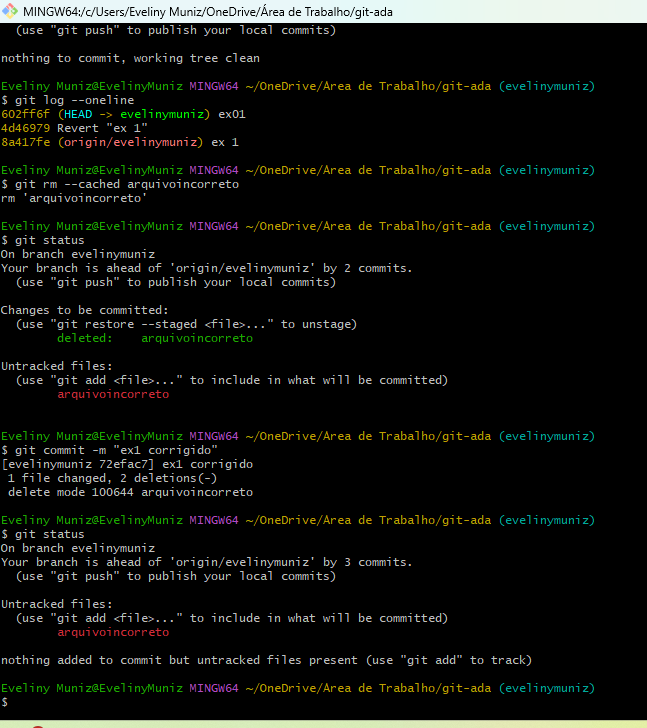 MINGW64:/c/Users/Eveliny Muniz/OneDrive/Área de Trabalho/git-ada
(use "git push" to publish your local commits)
nothing to commit, working tree clean
Eveliny Muniz@EvelinyMuniz MINGW64 ~/OneDrive/Área de Trabalho/git-ada (evelinymuniz)
$ git log --oneline
602ff6f (HEAD -> evelinymuniz) ex01
4d46979 Revert "ex 1"
8a417fe (origin/evelinymuniz) ex 1
Eveliny Muniz@EvelinyMuniz MINGW64 ~/OneDrive/Área de Trabalho/git-ada (evelinymuniz)
$ git rm --cached arquivoincorreto
rm 'arquivoincorreto'
Eveliny Muniz@EvelinyMuniz MINGW64 ~/OneDrive/Área de Trabalho/git-ada (evelinymuniz)
$ git status
On branch evelinymuniz
Your branch is ahead of 'origin/evelinymuniz' by 2 commits.
(use "git push" to publish your local commits)
Changes to be committed:
(use "git restore --staged <file>..." to unstage)
deleted:    arquivoincorreto
Untracked files:
(use "git add <file>..." to include in what will be committed)
arquivoincorreto
Eveliny Muniz@EvelinyMuniz MINGW64 ~/OneDrive/Área de Trabalho/git-ada (evelinymuniz)
$ git commit -m "ex1 corrigido"
[evelinymuniz 72efac7] ex1 corrigido
1 file changed, 2 deletions(-)
delete mode 100644 arquivoincorreto
Eveliny Muniz@EvelinyMuniz MINGW64 ~/OneDrive/Área de Trabalho/git-ada (evelinymuniz)
$ git status
On branch evelinymuniz
Your branch is ahead of 'origin/evelinymuniz' by 3 commits.
(use "git push" to publish your local commits)
Untracked files:
(use "git add <file>..." to include in what will be committed)
arquivoincorreto
nothing added to commit but untracked files present (use "git add" to track)
Eveliny Muniz@EvelinyMuniz MINGW64 ~/OneDrive/Área de Trabalho/git-ada (evelinymuniz)
$